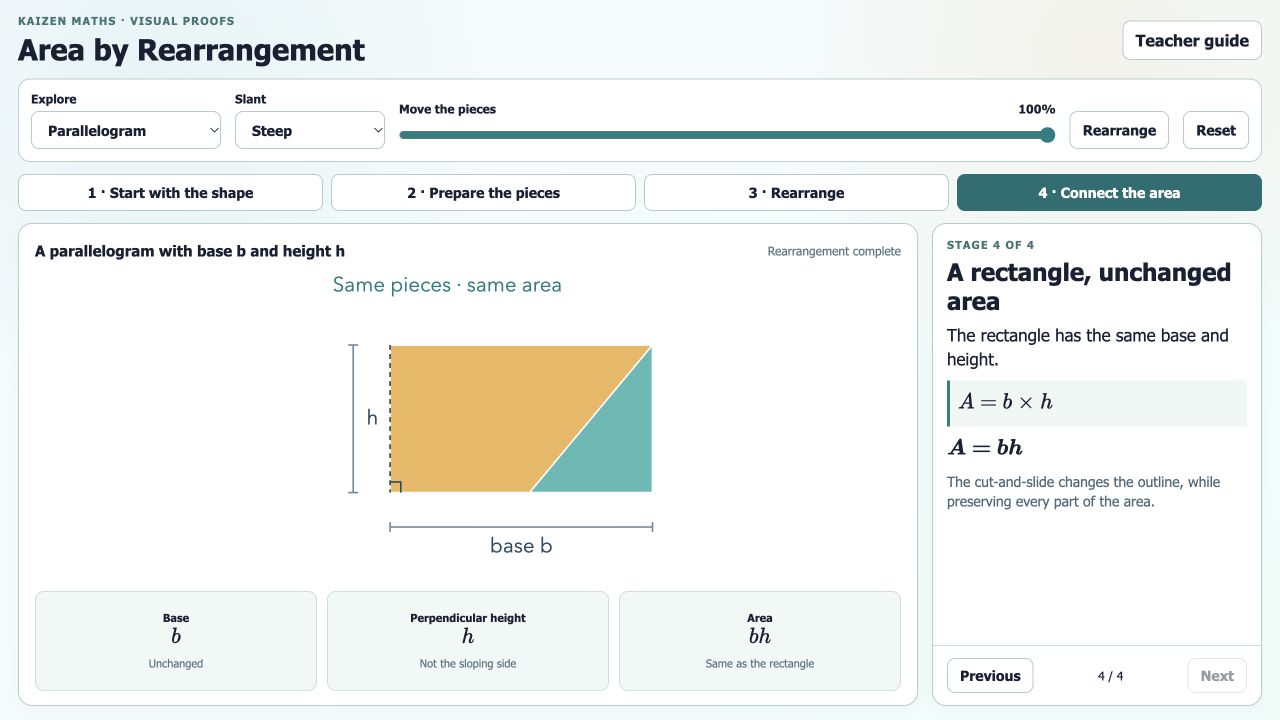 KAIZEN MATHS · VISUAL PROOFS
Area by Rearrangement
Teacher guide
Explore
Parallelogram
Slant
Steep
Move the pieces
100%
Rearrange
Reset
1 · Start with the shape
2 · Prepare the pieces
3 · Rearrange
4 · Connect the area
A parallelogram with base b and height h
Rearrangement complete
Same pieces · same area
h
base b
Base
b
Unchanged
Perpendicular height
h
Not the sloping side
Area
bh
Same as the rectangle
STAGE 4 OF 4
A rectangle, unchanged
area
The rectangle has the same base and
height.
A = b × h
A = bh
The cut-and-slide changes the outline, while
preserving every part of the area.
Previous
4 / 4
Next